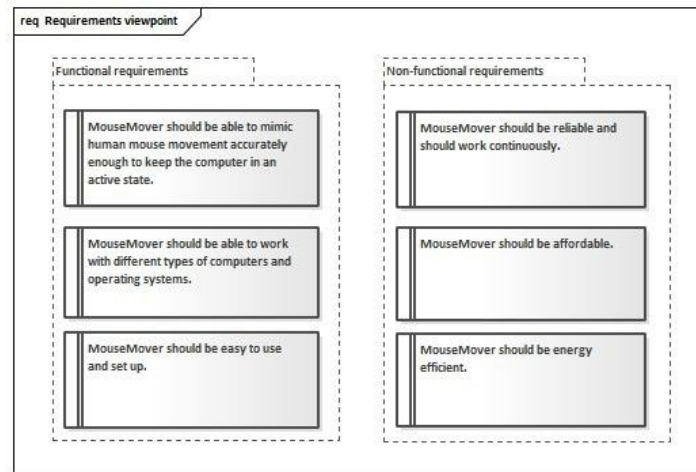 req Requirements viewpoint
Functional requirements
MouseMover should be able to mimic
human mouse movement accurately
enough to keep the computer in an
active state.
MouseMover should be able to work
with different types of computers and
operating systems.
MouseMover should be easy to use
and set up.
Non-functional requirements
MouseMover should be reliable and
should work continuously.
MouseMover should be affordable.
MouseMover should be energy
efficient.